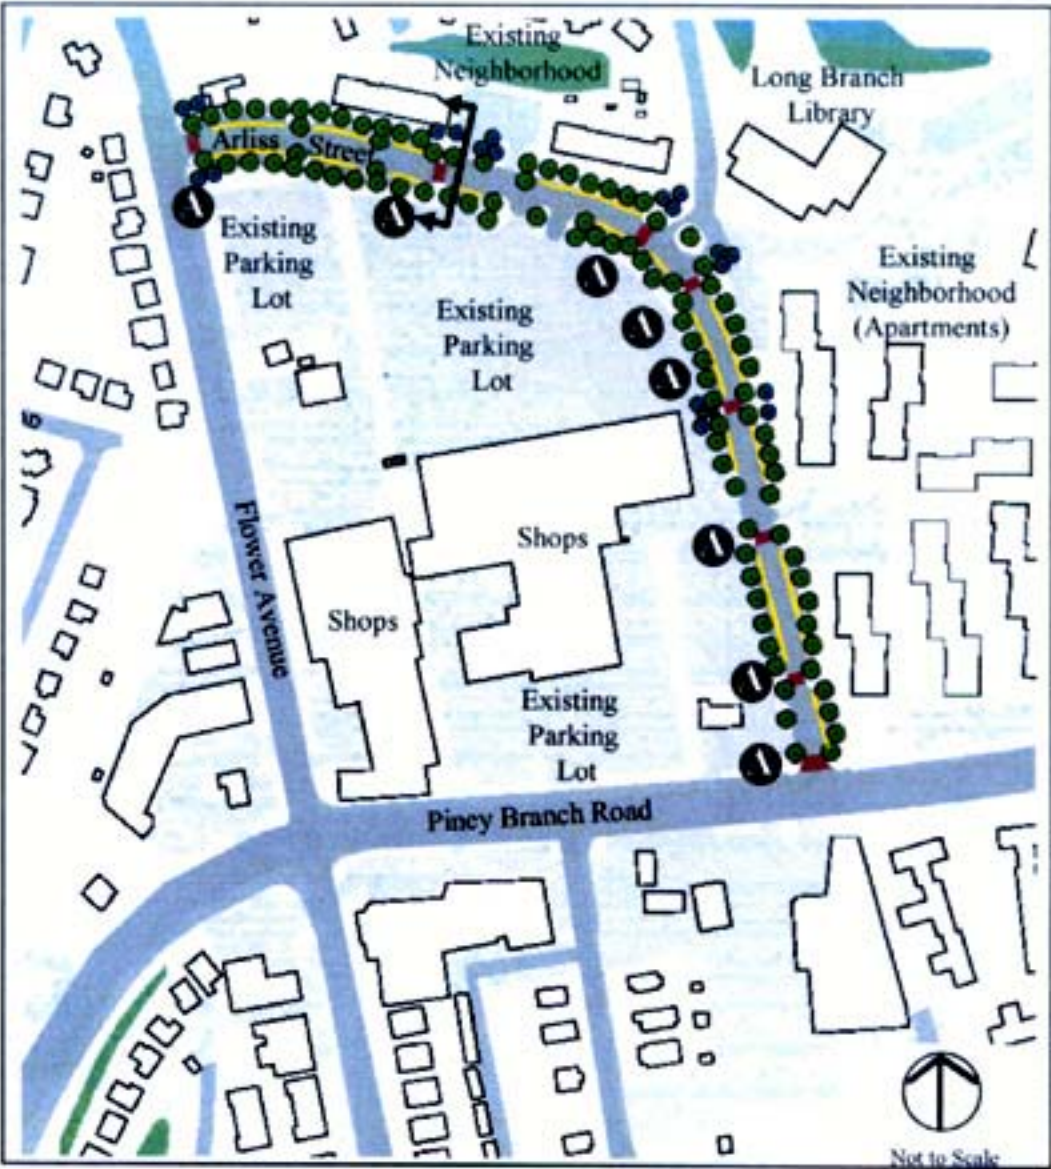 Existing
Neighborhood
Long Branch
Library
Arliss Street
Existing
Parking
Lot
Existing
Neighborhood
(Apartments)
Existing
Parking
Lot
Flower Avenue
Shops
Shops
Existing
Parking
Lot
Piney Branch Road
Not to Scale